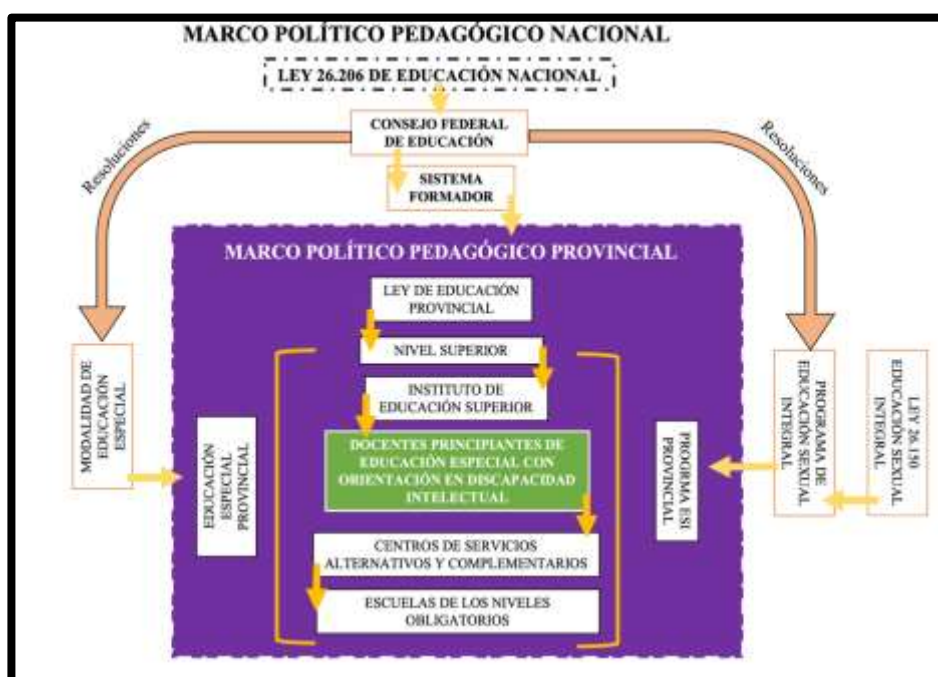 MARCO POLÍTICO PEDAGÓGICO NACIONAL
LEY 26.206 DE EDUCACIÓN NACIONAL
CONSEJO FEDERAL
DE EDUCACIÓN
Resoluciones
Resoluciones
SISTEMA
FORMADOR
MARCO POLÍTICO PEDAGÓGICO PROVINCIAL
LEY DE EDUCACIÓN
PROVINCIAL
NIVEL SUPERIOR
INSTITUTO DE
EDUCACIÓN SUPERIOR
DOCENTES PRINCIPIANTES DE
EDUCACIÓN ESPECIAL CON
ORIENTACIÓN EN DISCAPACIDAD
INTELECTUAL
CENTROS DE SERVICIOS
ALTERNATIVOS Y COMPLEMENTARIOS
ESCUELAS DE LOS NIVELES
OBLIGATORIOS
MODALIDAD DE
EDUCACIÓN
ESPECIAL
EDUCACIÓN
ESPECIAL
PROVINCIAL
PROGRMA ESI
PROVINCIAL
PROGRAMA DE
EDUCACIÓN SEXUAL
INTEGRAL
LEY 26 150
EDUCACIÓN SEXUAL
INTEGRAL